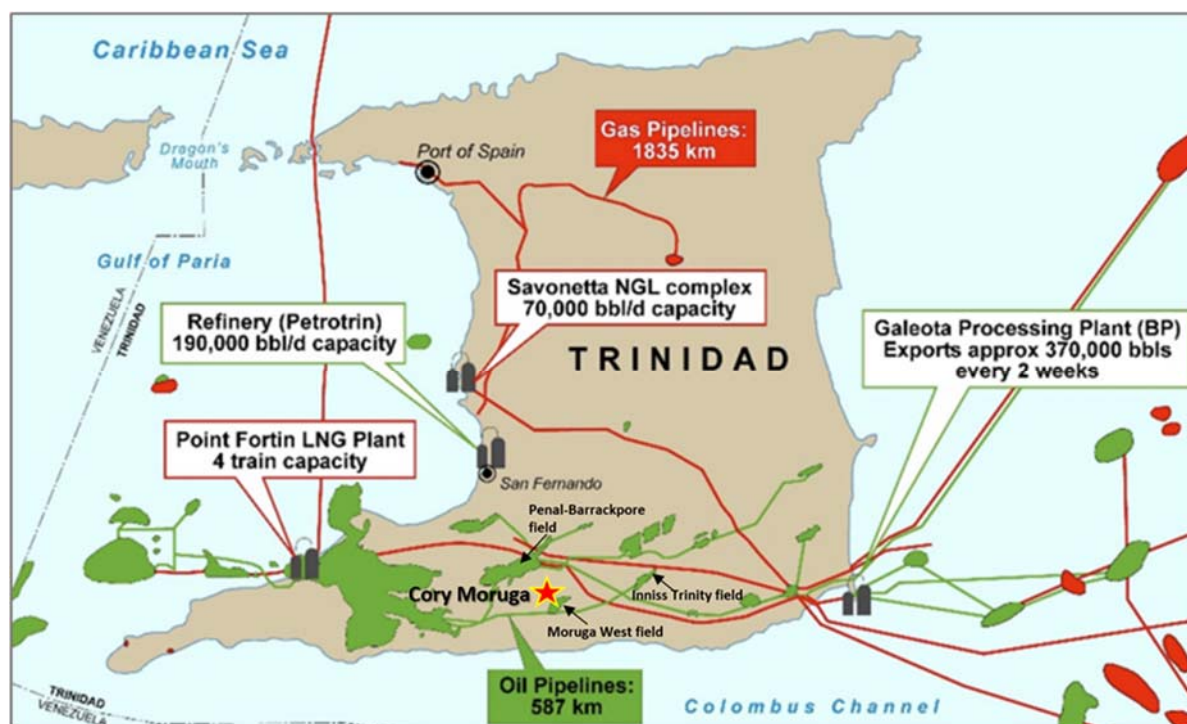 Caribbean Sea
Dragon's
Mouth
Port of Spain
Gas Pipelines:
1835 km
Gulf of Paria
VENEZUELA
TRINIDAD
Savonetta NGL complex
70,000 bbl/d capacity
Refinery (Petrotrin)
190,000 bbl/d capacity
TRINIDAD
Galeota Processing Plant (BP)
Exports approx 370,000 bbls
every 2 weeks
Point Fortin LNG Plant
4 train capacity
San Fernando
Penal-Barrackpore
field
Cory Moruga
Inniss Trinity field
Moruga West field
Oil Pipelines:
587 km
TRINIDAD
VENEZUELA
Colombus Channel